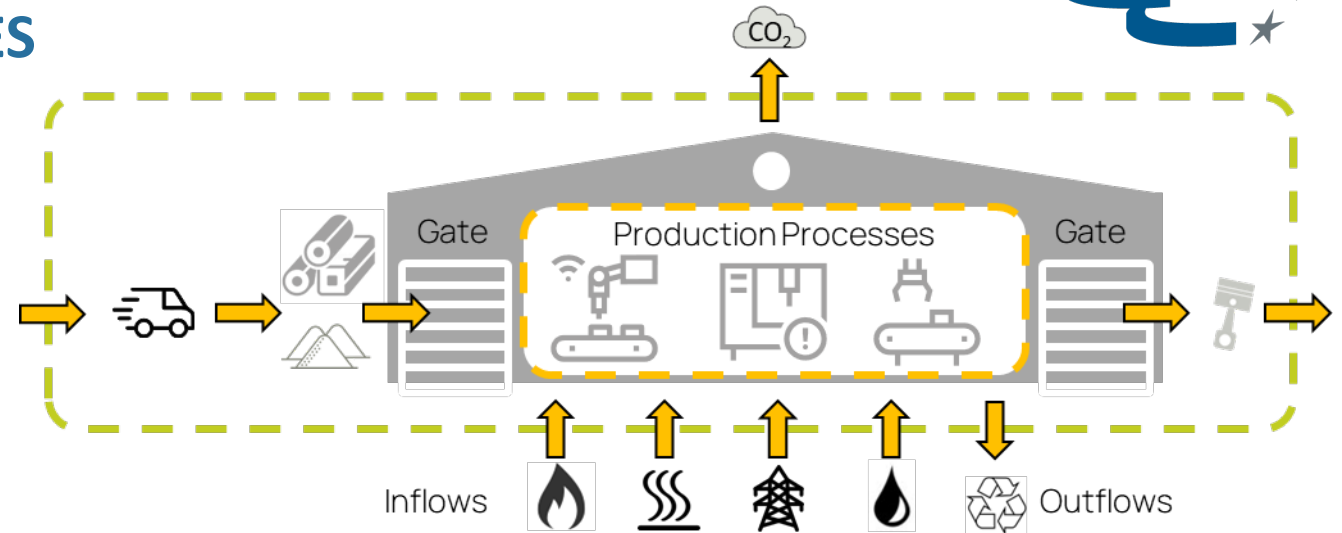 ES
CO₂
Gate
Production Processes
Gate
Inflows
Outflows